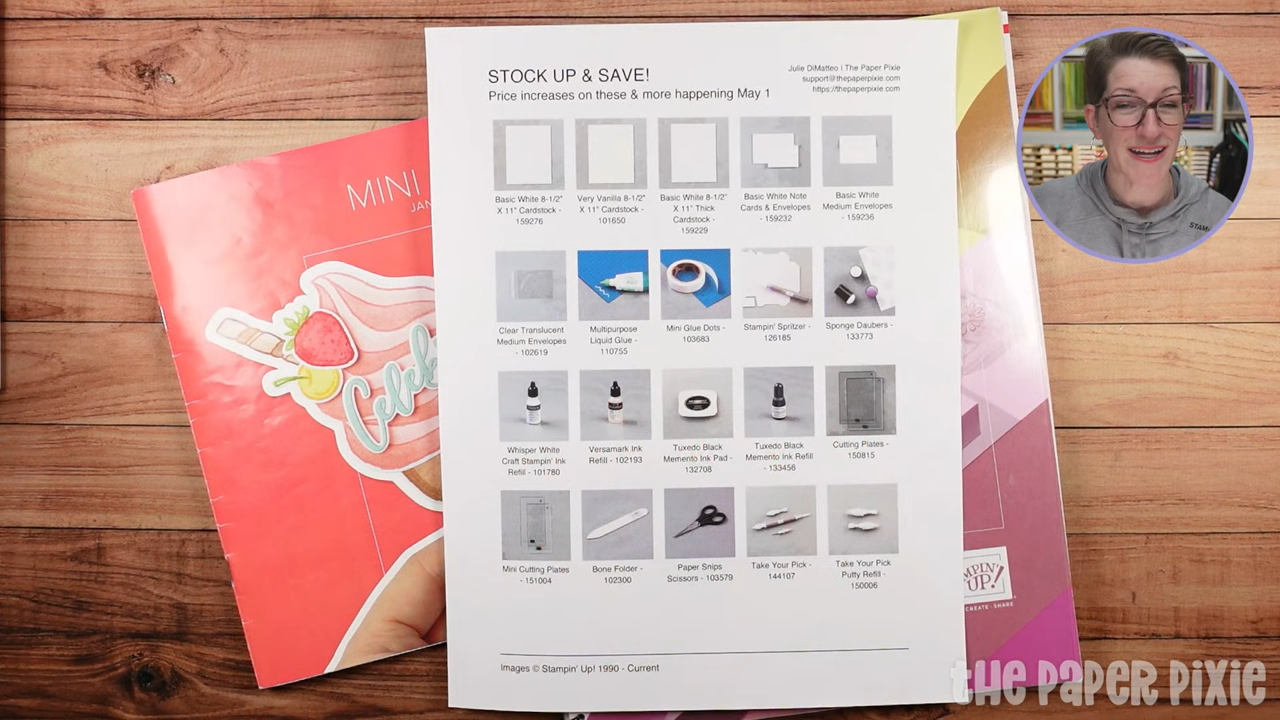 STOCK UP & SAVE!
Price increases on these & more happening May 1
Julie DiMatteo | The Paper Pixie
support@thepaperpixie.com
https://thepaperpixie.com
Basic White 8-1/2"
X 11" Cardstock -
159276
Very Vanilla 8-1/2"
X 11" Cardstock -
101650
Basic White 8-1/2"
X 11" Thick
Cardstock -
159229
Basic White Note
Cards & Envelopes
- 159232
Basic White
Medium Envelopes
- 159236
Clear Translucent
Medium Envelopes
- 102619
Multipurpose
Liquid Glue -
110755
Mini Glue Dots -
103683
Stampin' Spritzer -
126185
Sponge Daubers -
133773
Whisper White
Craft Stampin' Ink
Refill - 101780
Versamark Ink
Refill - 102193
Tuxedo Black
Memento Ink Pad -
132708
Tuxedo Black
Memento Ink Refill
- 133456
Cutting Plates -
150815
Mini Cutting Plates
- 151004
Bone Folder -
102300
Paper Snips
Scissors - 103579
Take Your Pick -
144107
Take Your Pick
Putty Refill -
150006
Images © Stampin' Up! 1990 - Current
MINI
JAN
Celeb
STAM
MPIN'
UP!
CREATE · SHARE
THE PAPER PIXIE